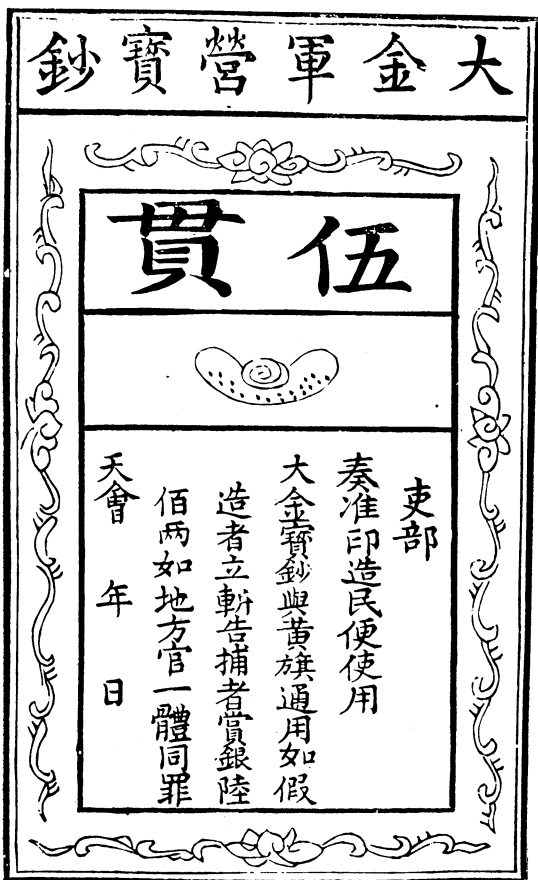 大金軍營寶鈔
伍貫
吏部
奏准印造民便使用
大金寶鈔與黃旗通用如假
造者立斬告捕者賞銀陸
佰两如地方官一體同罪
天會年日